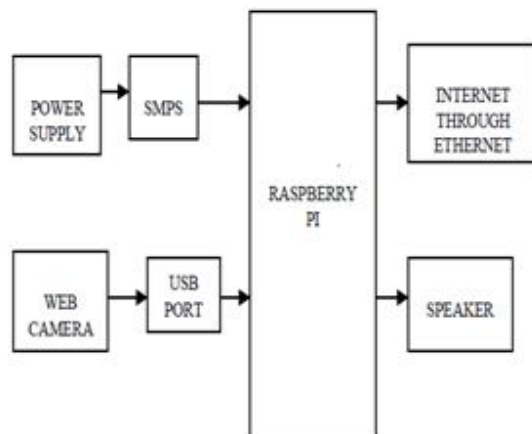 POWER
SUPPLY
SMPS
RASPBERRY
PI
INTERNET
THROUGH
ETHERNET
WEB
CAMERA
USB
PORT
SPEAKER